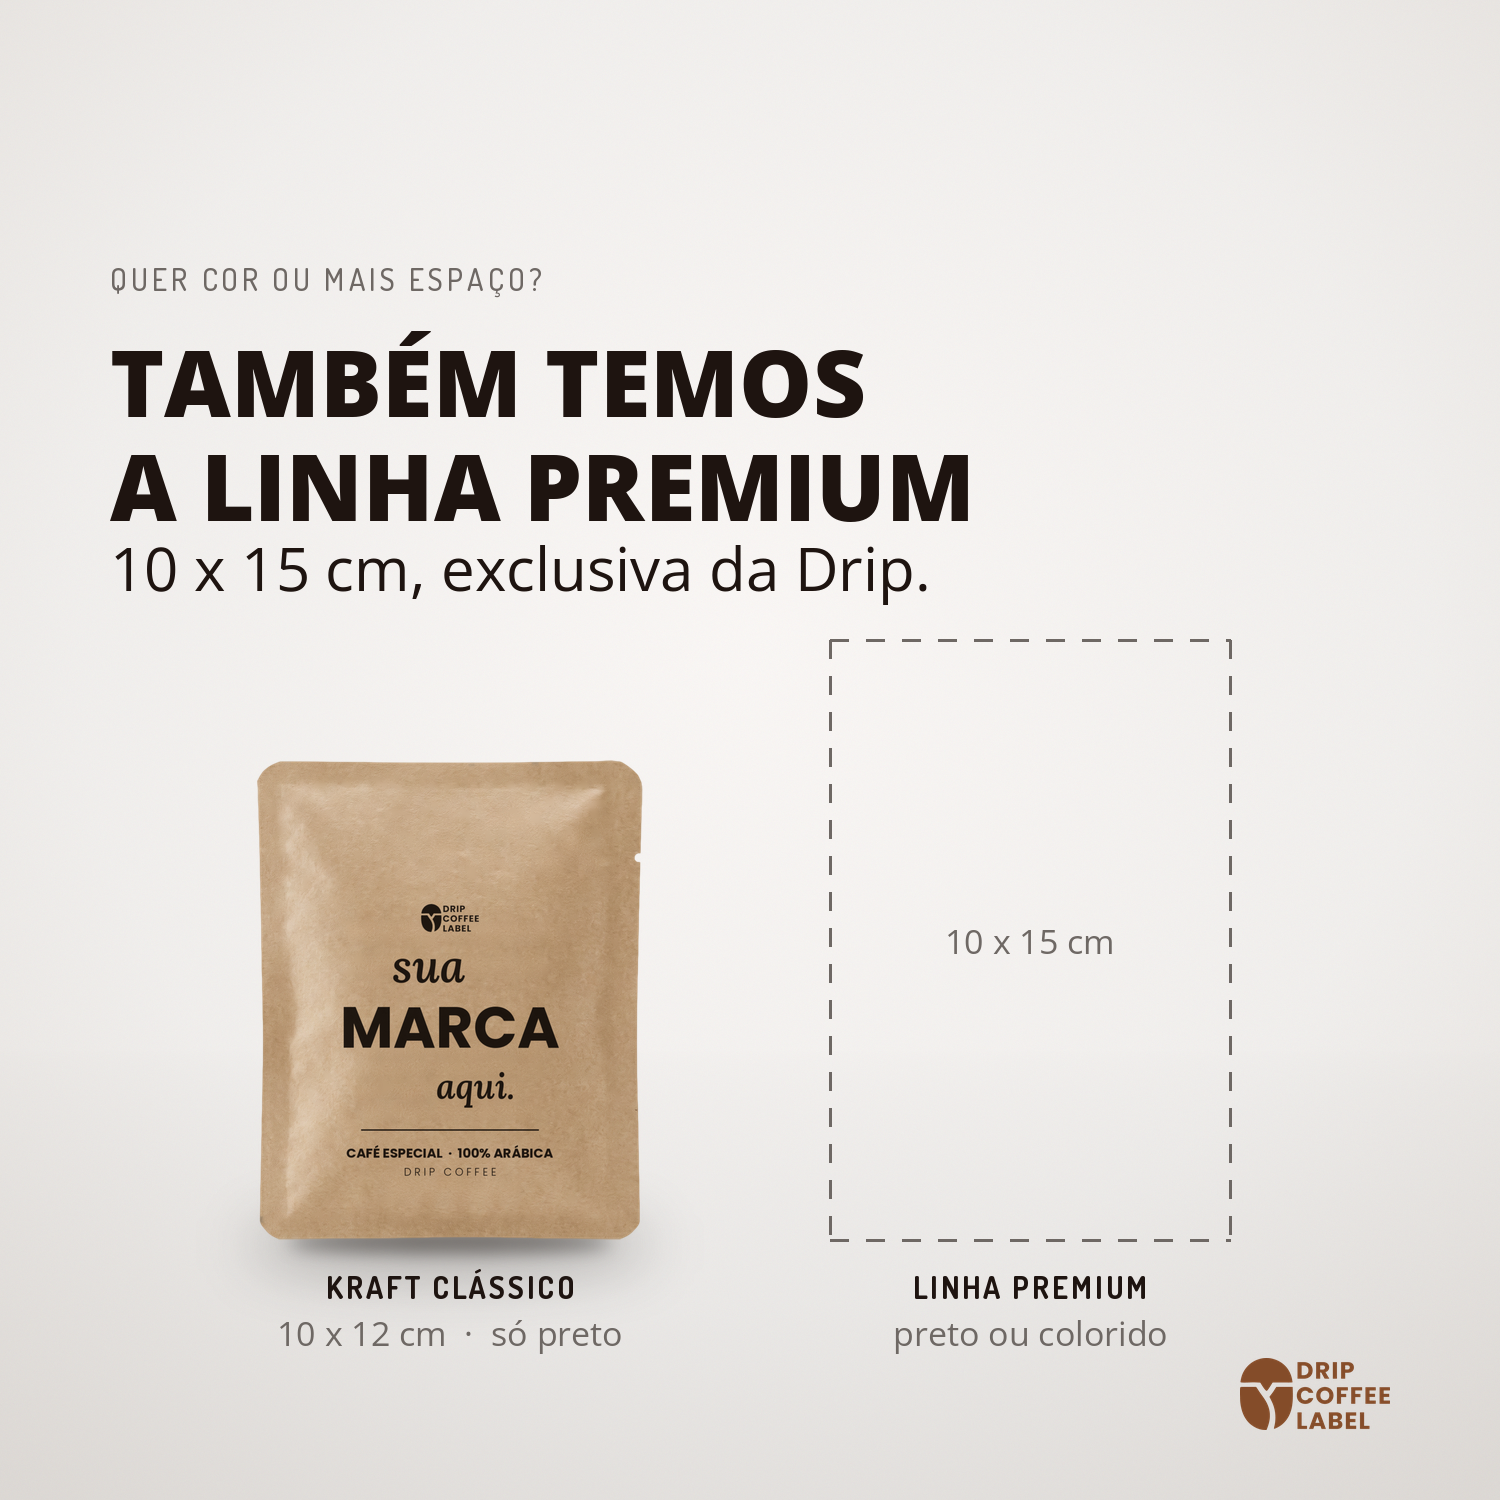 QUER COR OU MAIS ESPAÇO?
TAMBÉM TEMOS
A LINHA PREMIUM
10 x 15 cm, exclusiva da Drip.
DRIP
COFFEE
LABEL
sua
MARCA
aqui.
CAFÉ ESPECIAL · 100% ARÁBICA
DRIP COFFEE
10 x 15 cm
KRAFT CLÁSSICO
10 x 12 cm · só preto
LINHA PREMIUM
preto ou colorido
DRIP
COFFEE
LABEL